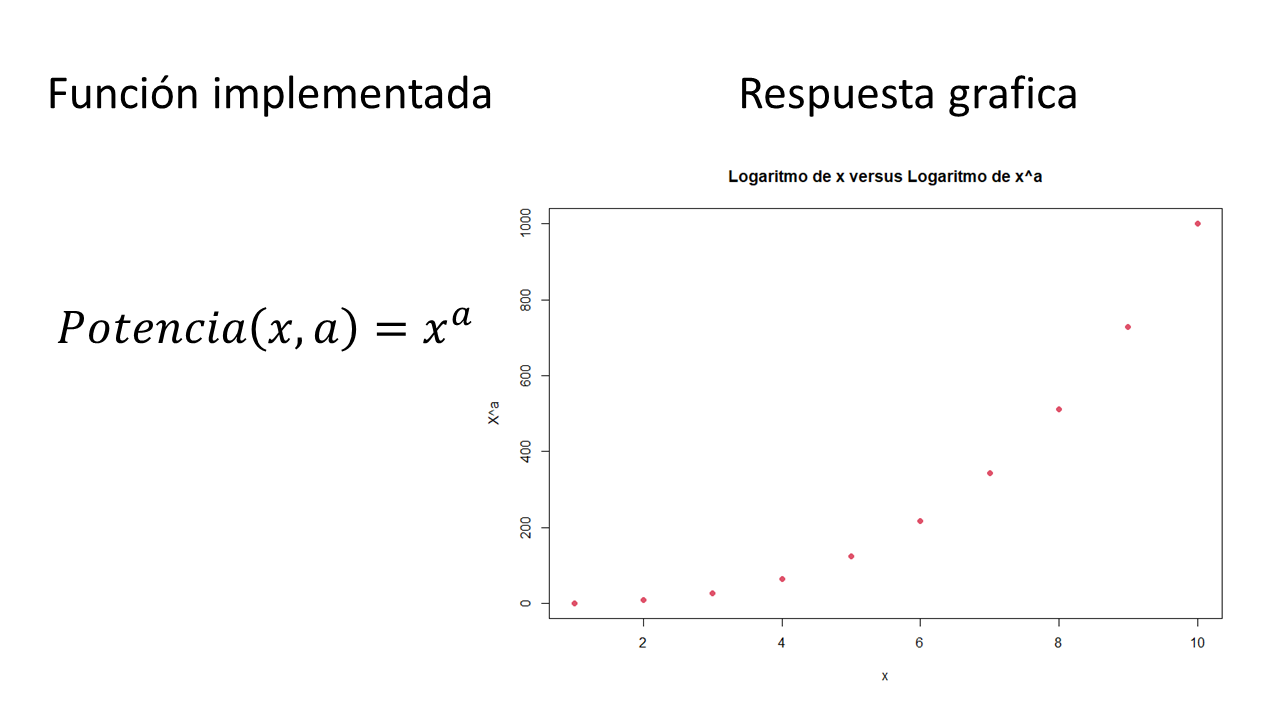 Función implementada
Respuesta grafica
𝑃𝑜𝑡𝑒𝑛𝑐𝑖𝑎(𝑥, 𝑎) = 𝑥^𝑎
Logaritmo de x versus Logaritmo de x^a
X^a
1000
800
600
400
200
0
2 4 6 8 10
x